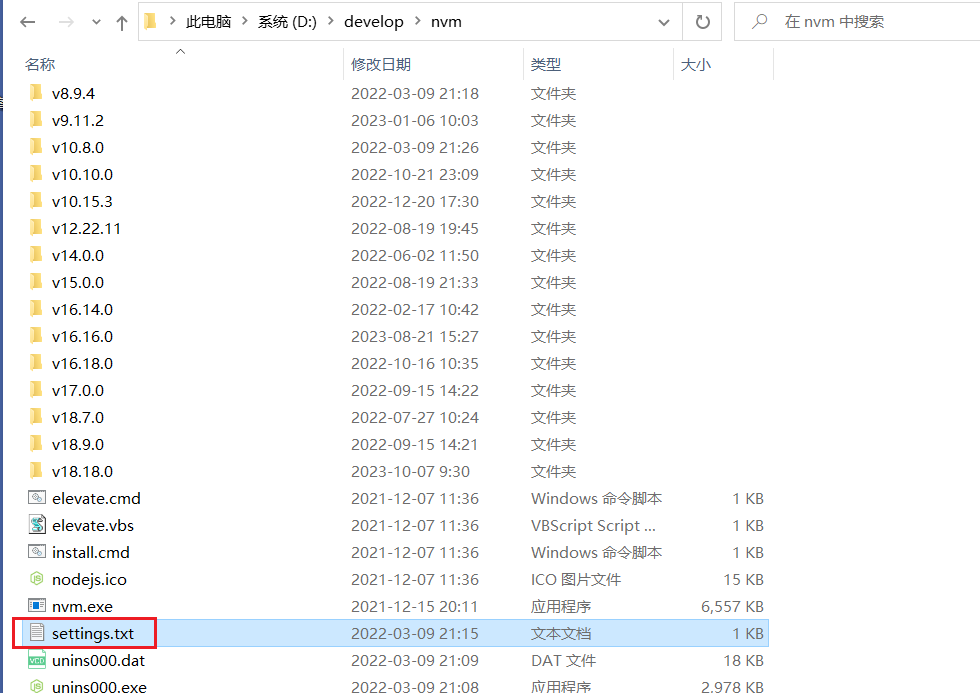 此电脑 > 系统 (D:) > develop > nvm
在 nvm 中搜索
名称 修改日期 类型 大小
v8.9.4 2022-03-09 21:18 文件夹
v9.11.2 2023-01-06 10:03 文件夹
v10.8.0 2022-03-09 21:26 文件夹
v10.10.0 2022-10-21 23:09 文件夹
v10.15.3 2022-12-20 17:30 文件夹
v12.22.11 2022-08-19 19:45 文件夹
v14.0.0 2022-06-02 11:50 文件夹
v15.0.0 2022-08-19 21:33 文件夹
v16.14.0 2022-02-17 10:42 文件夹
v16.16.0 2023-08-21 15:27 文件夹
v16.18.0 2022-10-16 10:35 文件夹
v17.0.0 2022-09-15 14:22 文件夹
v18.7.0 2022-07-27 10:24 文件夹
v18.9.0 2022-09-15 14:21 文件夹
v18.18.0 2023-10-07 9:30 文件夹
elevate.cmd 2021-12-07 11:36 Windows 命令脚本 1 KB
elevate.vbs 2021-12-07 11:36 VBScript Script ... 1 KB
install.cmd 2021-12-07 11:36 Windows 命令脚本 1 KB
nodejs.ico 2021-12-07 11:36 ICO 图片文件 15 KB
nvm.exe 2021-12-15 20:11 应用程序 6,557 KB
settings.txt 2022-03-09 21:15 文本文档 1 KB
unins000.dat 2022-03-09 21:09 DAT 文件 18 KB
unins000.exe 2022-03-09 21:08 应用程序 2,978 KB